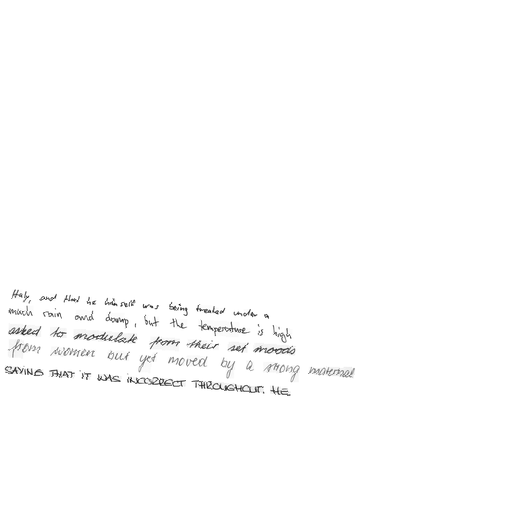 Italy, and that he himself was being treated under a
much rain and damp, but the temperature is high
asked to modulate from their set moods
from women but yet moved by a strong maternal
SAYING THAT IT WAS INCORRECT THROUGHOUT. HE